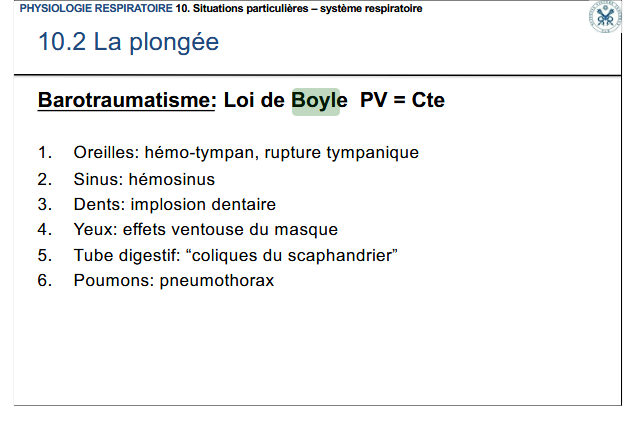 PHYSIOLOGIE RESPIRATOIRE 10. Situations particulières – système respiratoire
10.2 La plongée
Barotraumatisme: Loi de Boyle PV = Cte
1. Oreilles: hémo-tympan, rupture tympanique
2. Sinus: hémosinus
3. Dents: implosion dentaire
4. Yeux: effets ventouse du masque
5. Tube digestif: “coliques du scaphandrier”
6. Poumons: pneumothorax